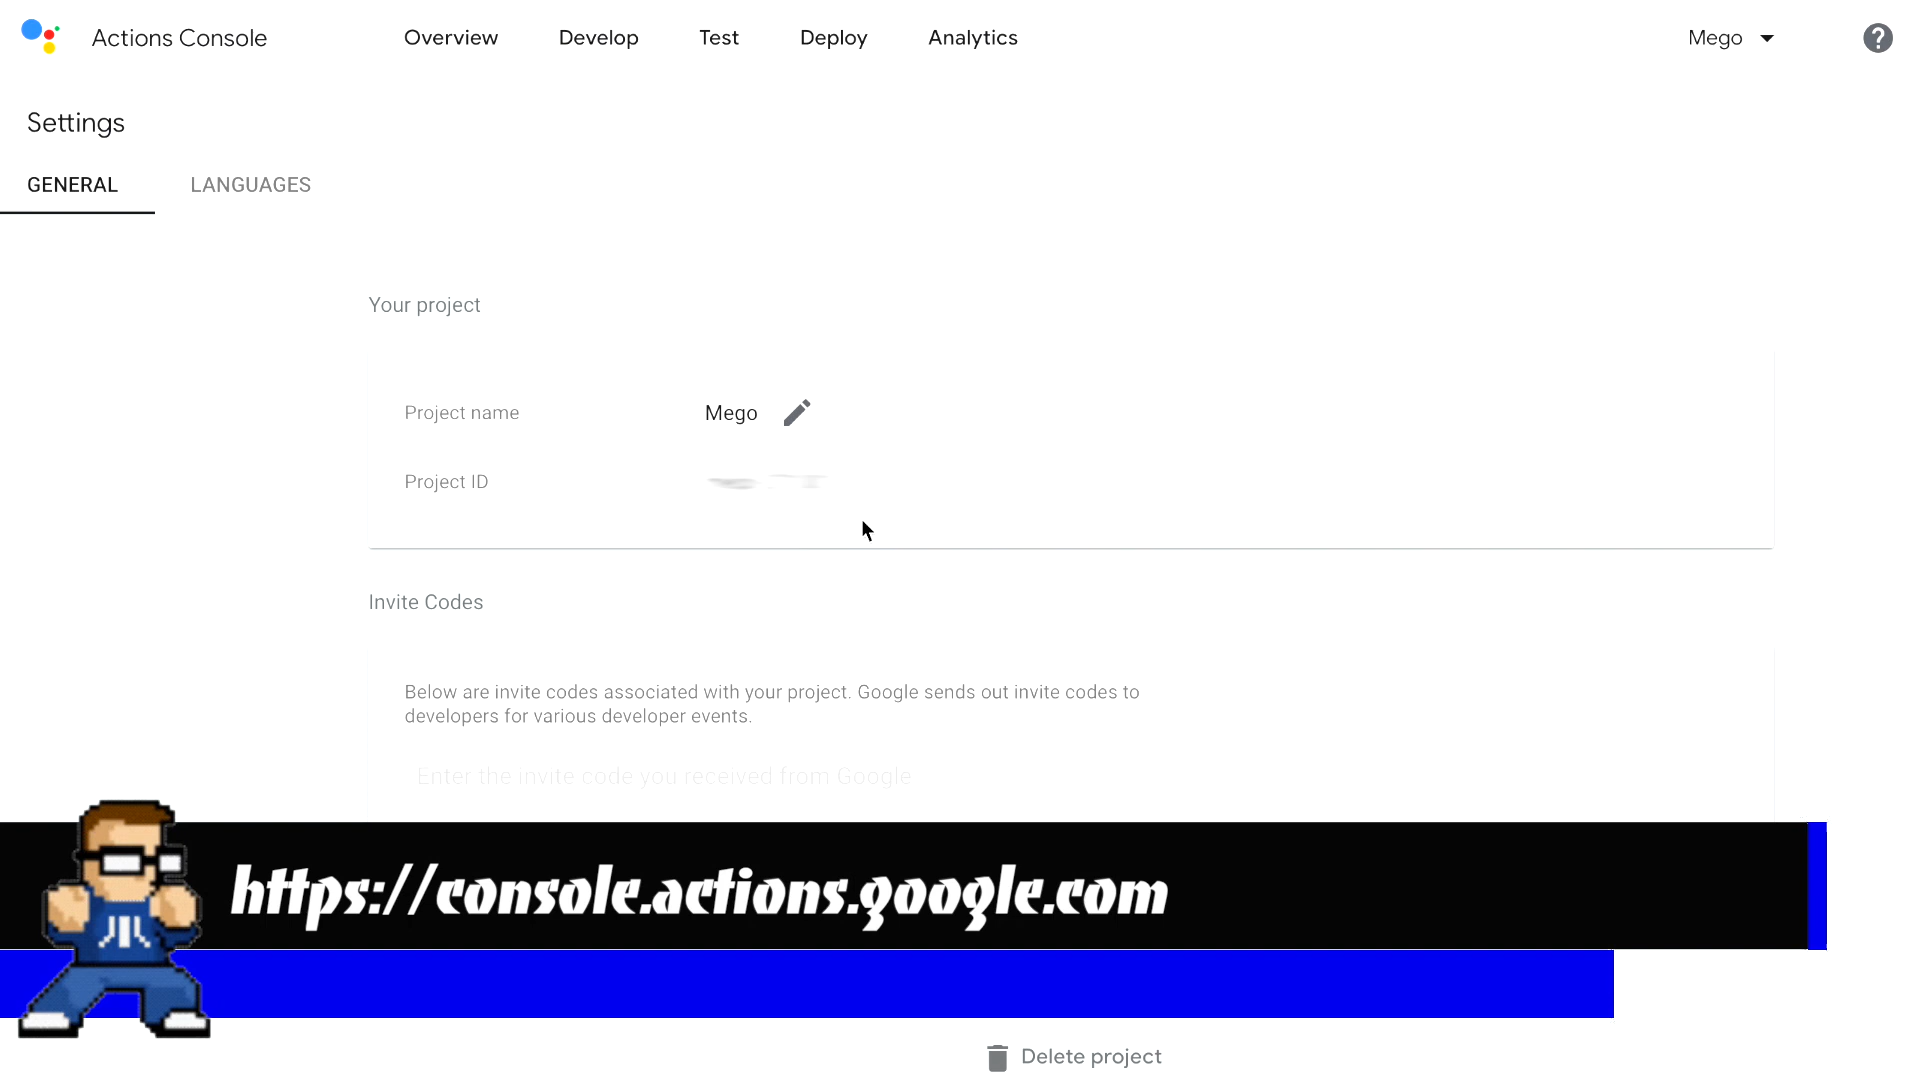 Actions Console
Overview
Develop
Test
Deploy
Analytics
Mego
Settings
GENERAL
LANGUAGES
Your project
Project name
Mego
Project ID
Invite Codes
Below are invite codes associated with your project. Google sends out invite codes to
developers for various developer events.
Enter the invite code you received from Google
https://console.actions.google.com
Delete project